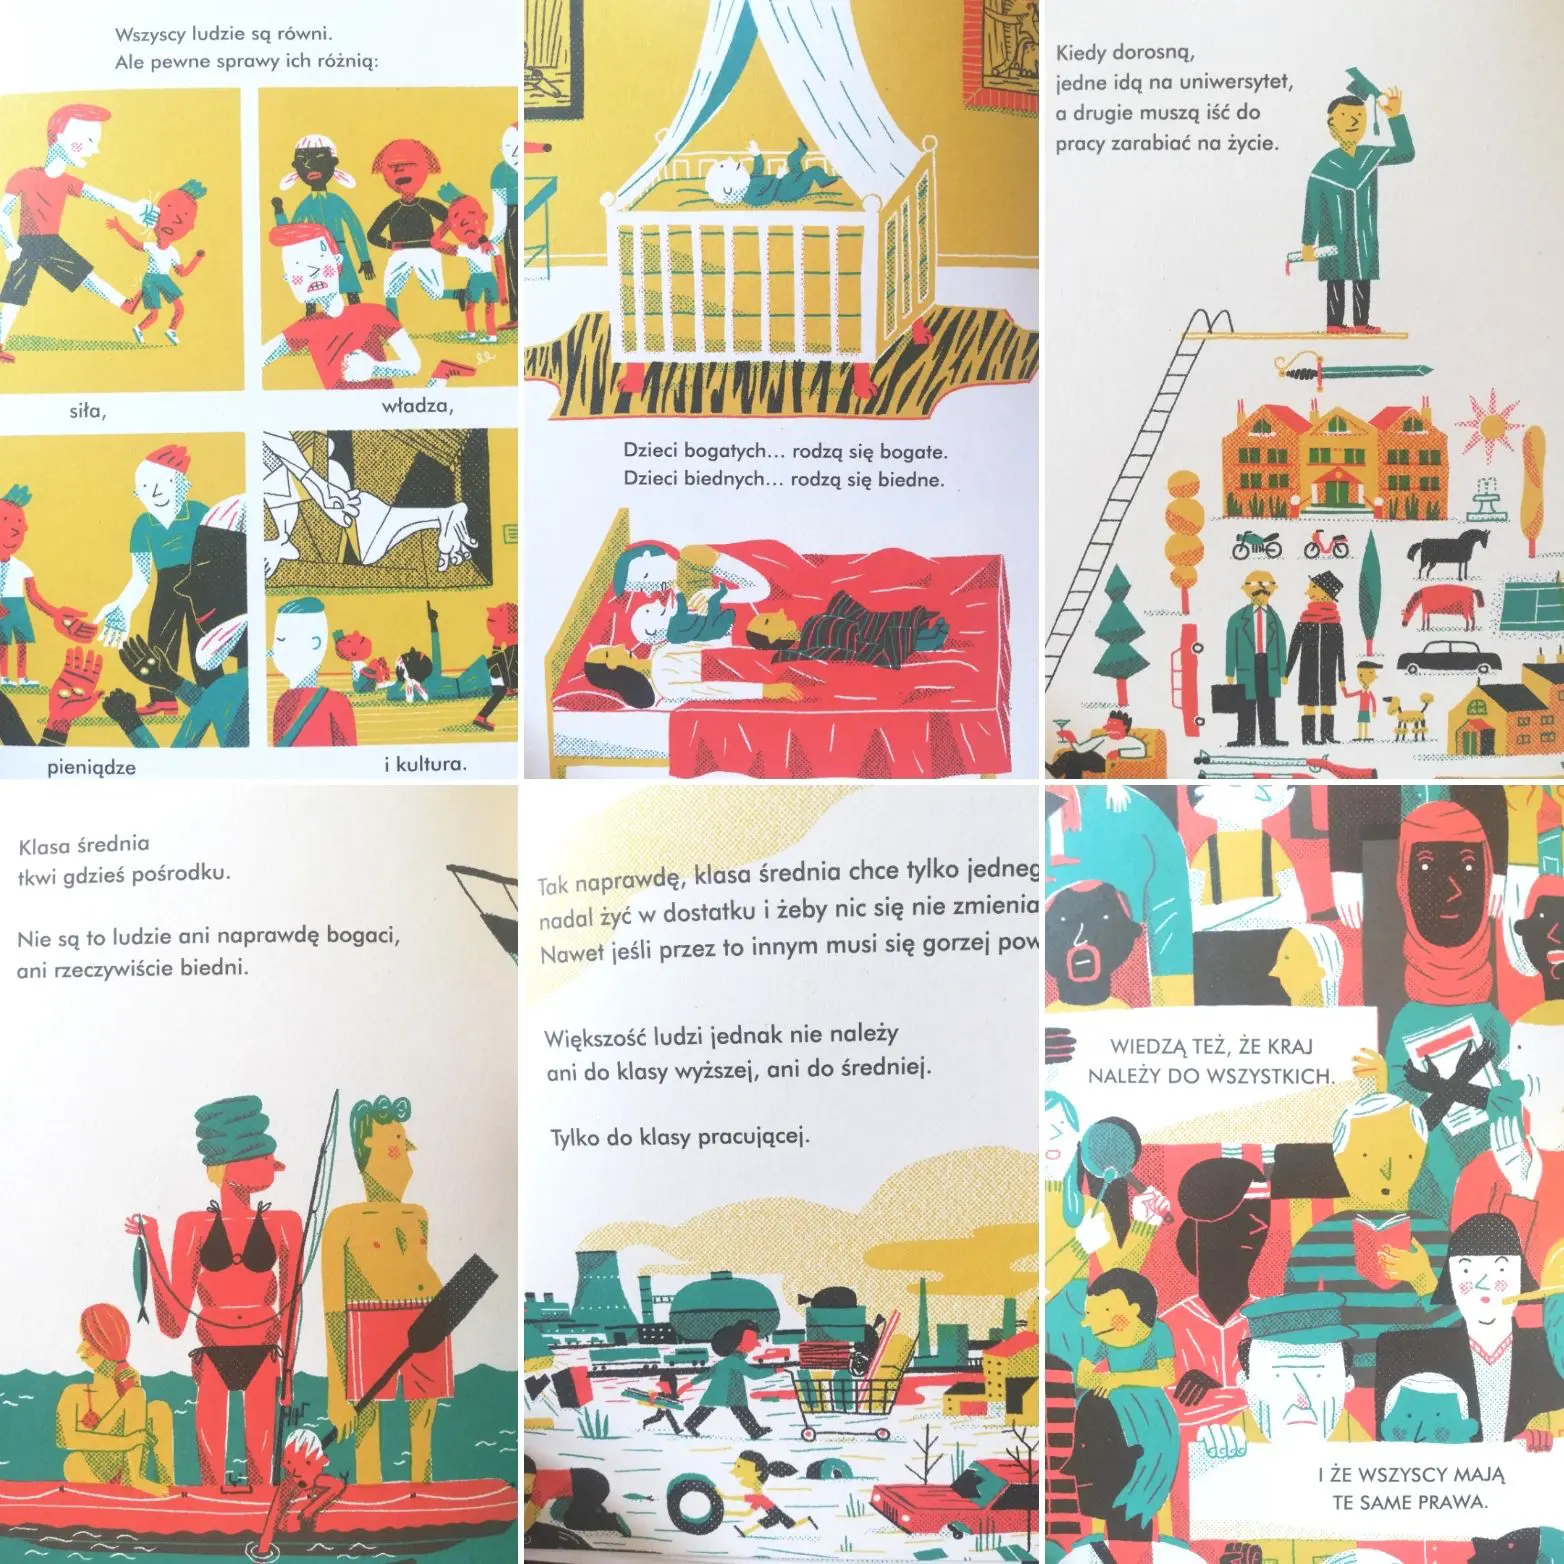 Wszyscy ludzie są równi.
Ale pewne sprawy ich różnią:
siła,
władza,
pieniądze
i kultura.
Dzieci bogatych... rodzą się bogate.
Dzieci biednych... rodzą się biedne.
Kiedy dorosną,
jedne idą na uniwersytet,
a drugie muszą iść do
pracy zarabiać na życie.
Klasa średnia
tkwi gdzieś pośrodku.
Nie są to ludzie ani naprawdę bogaci,
ani rzeczywiście biedni.
Tak naprawdę, klasa średnia chce tylko jedneg
nadal żyć w dostatku i żeby nic się nie zmienia
Nawet jeśli przez to innym musi się gorzej pow
Większość ludzi jednak nie należy
ani do klasy wyższej, ani do średniej.
Tylko do klasy pracującej.
WIEDZĄ TEŻ, ŻE KRAJ
NALEŻY DO WSZYSTKICH.
I ŻE WSZYSCY MAJĄ
TE SAME PRAWA.